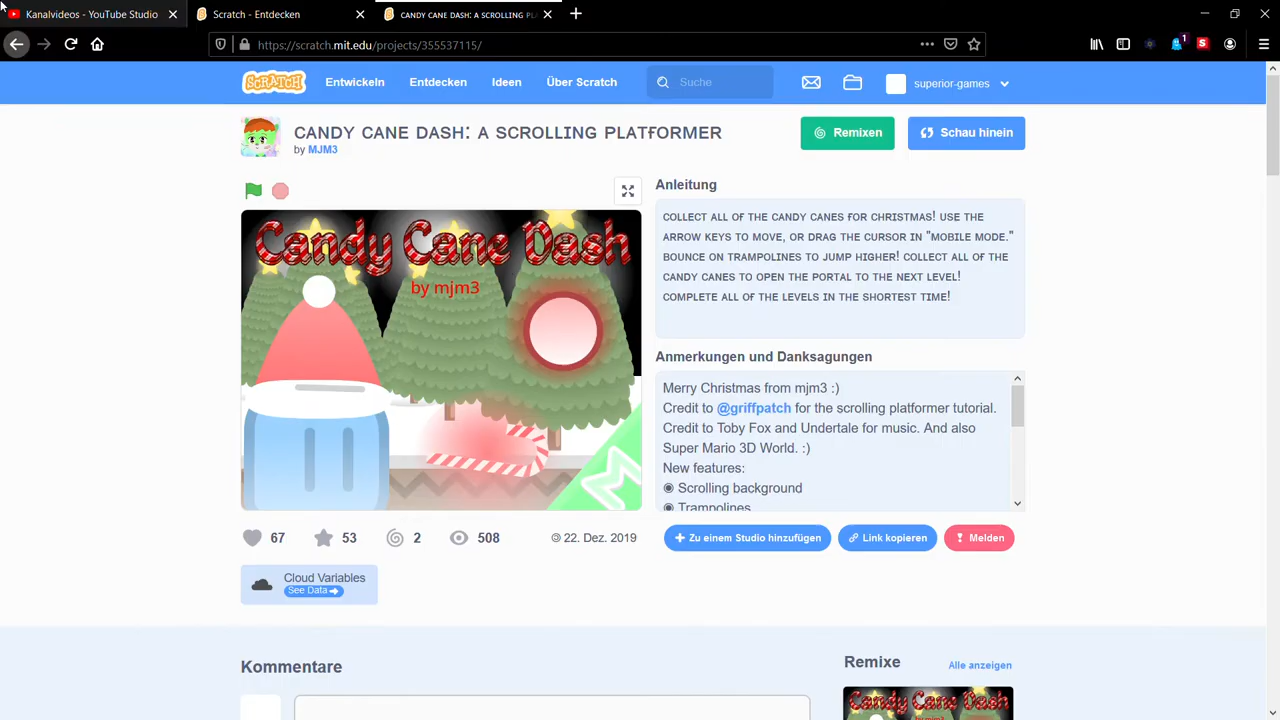 Kanalvideos - YouTube Studio
Scratch - Entdecken
CANDY CANE DASH: A SCROLLING PL
https://scratch.mit.edu/projects/355537115/
1
S
SCRATCH
Entwickeln
Entdecken
Ideen
Über Scratch
Suche
superior-games
CANDY CANE DASH: A SCROLLING PLATFORMER
by MJM3
Remixen
Schau hinein
Candy Cane Dash
by mjm3
M
Anleitung
COLLECT ALL OF THE CANDY CANES FOR CHRISTMAS! USE THE
ARROW KEYS TO MOVE, OR DRAG THE CURSOR IN "MOBILE MODE."
BOUNCE ON TRAMPOLINES TO JUMP HIGHER! COLLECT ALL OF THE
CANDY CANES TO OPEN THE PORTAL TO THE NEXT LEVEL!
COMPLETE ALL OF THE LEVELS IN THE SHORTEST TIME!
Anmerkungen und Danksagungen
Merry Christmas from mjm3 :)
Credit to @griffpatch for the scrolling platformer tutorial.
Credit to Toby Fox and Undertale for music. And also
Super Mario 3D World. :)
New features:
◉ Scrolling background
◉ Trampolines
67
53
2
508
© 22. Dez. 2019
Zu einem Studio hinzufügen
Link kopieren
Melden
Cloud Variables
See Data
Kommentare
Remixe
Alle anzeigen
Candy Cane Dash
by mjm3